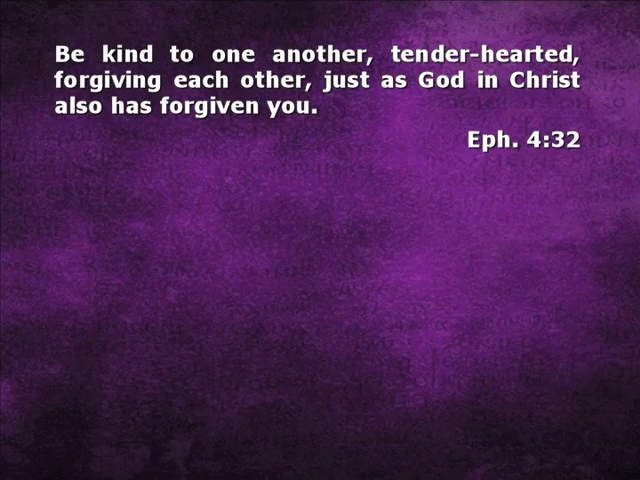 Be kind to one another, tender-hearted,
forgiving each other, just as God in Christ
also has forgiven you.
Eph. 4:32